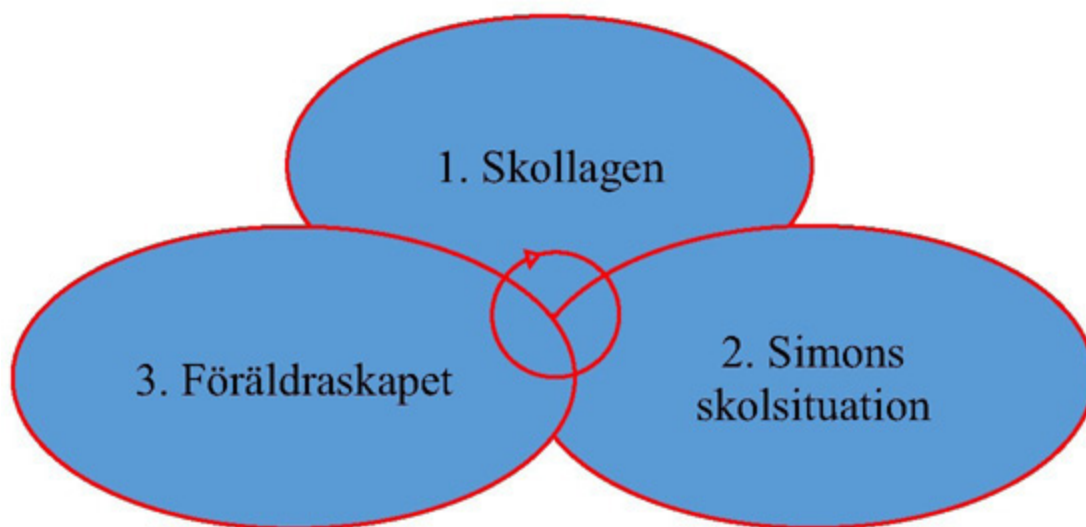 1. Skollagen
2. Simons
skolsituation
3. Föräldraskapet